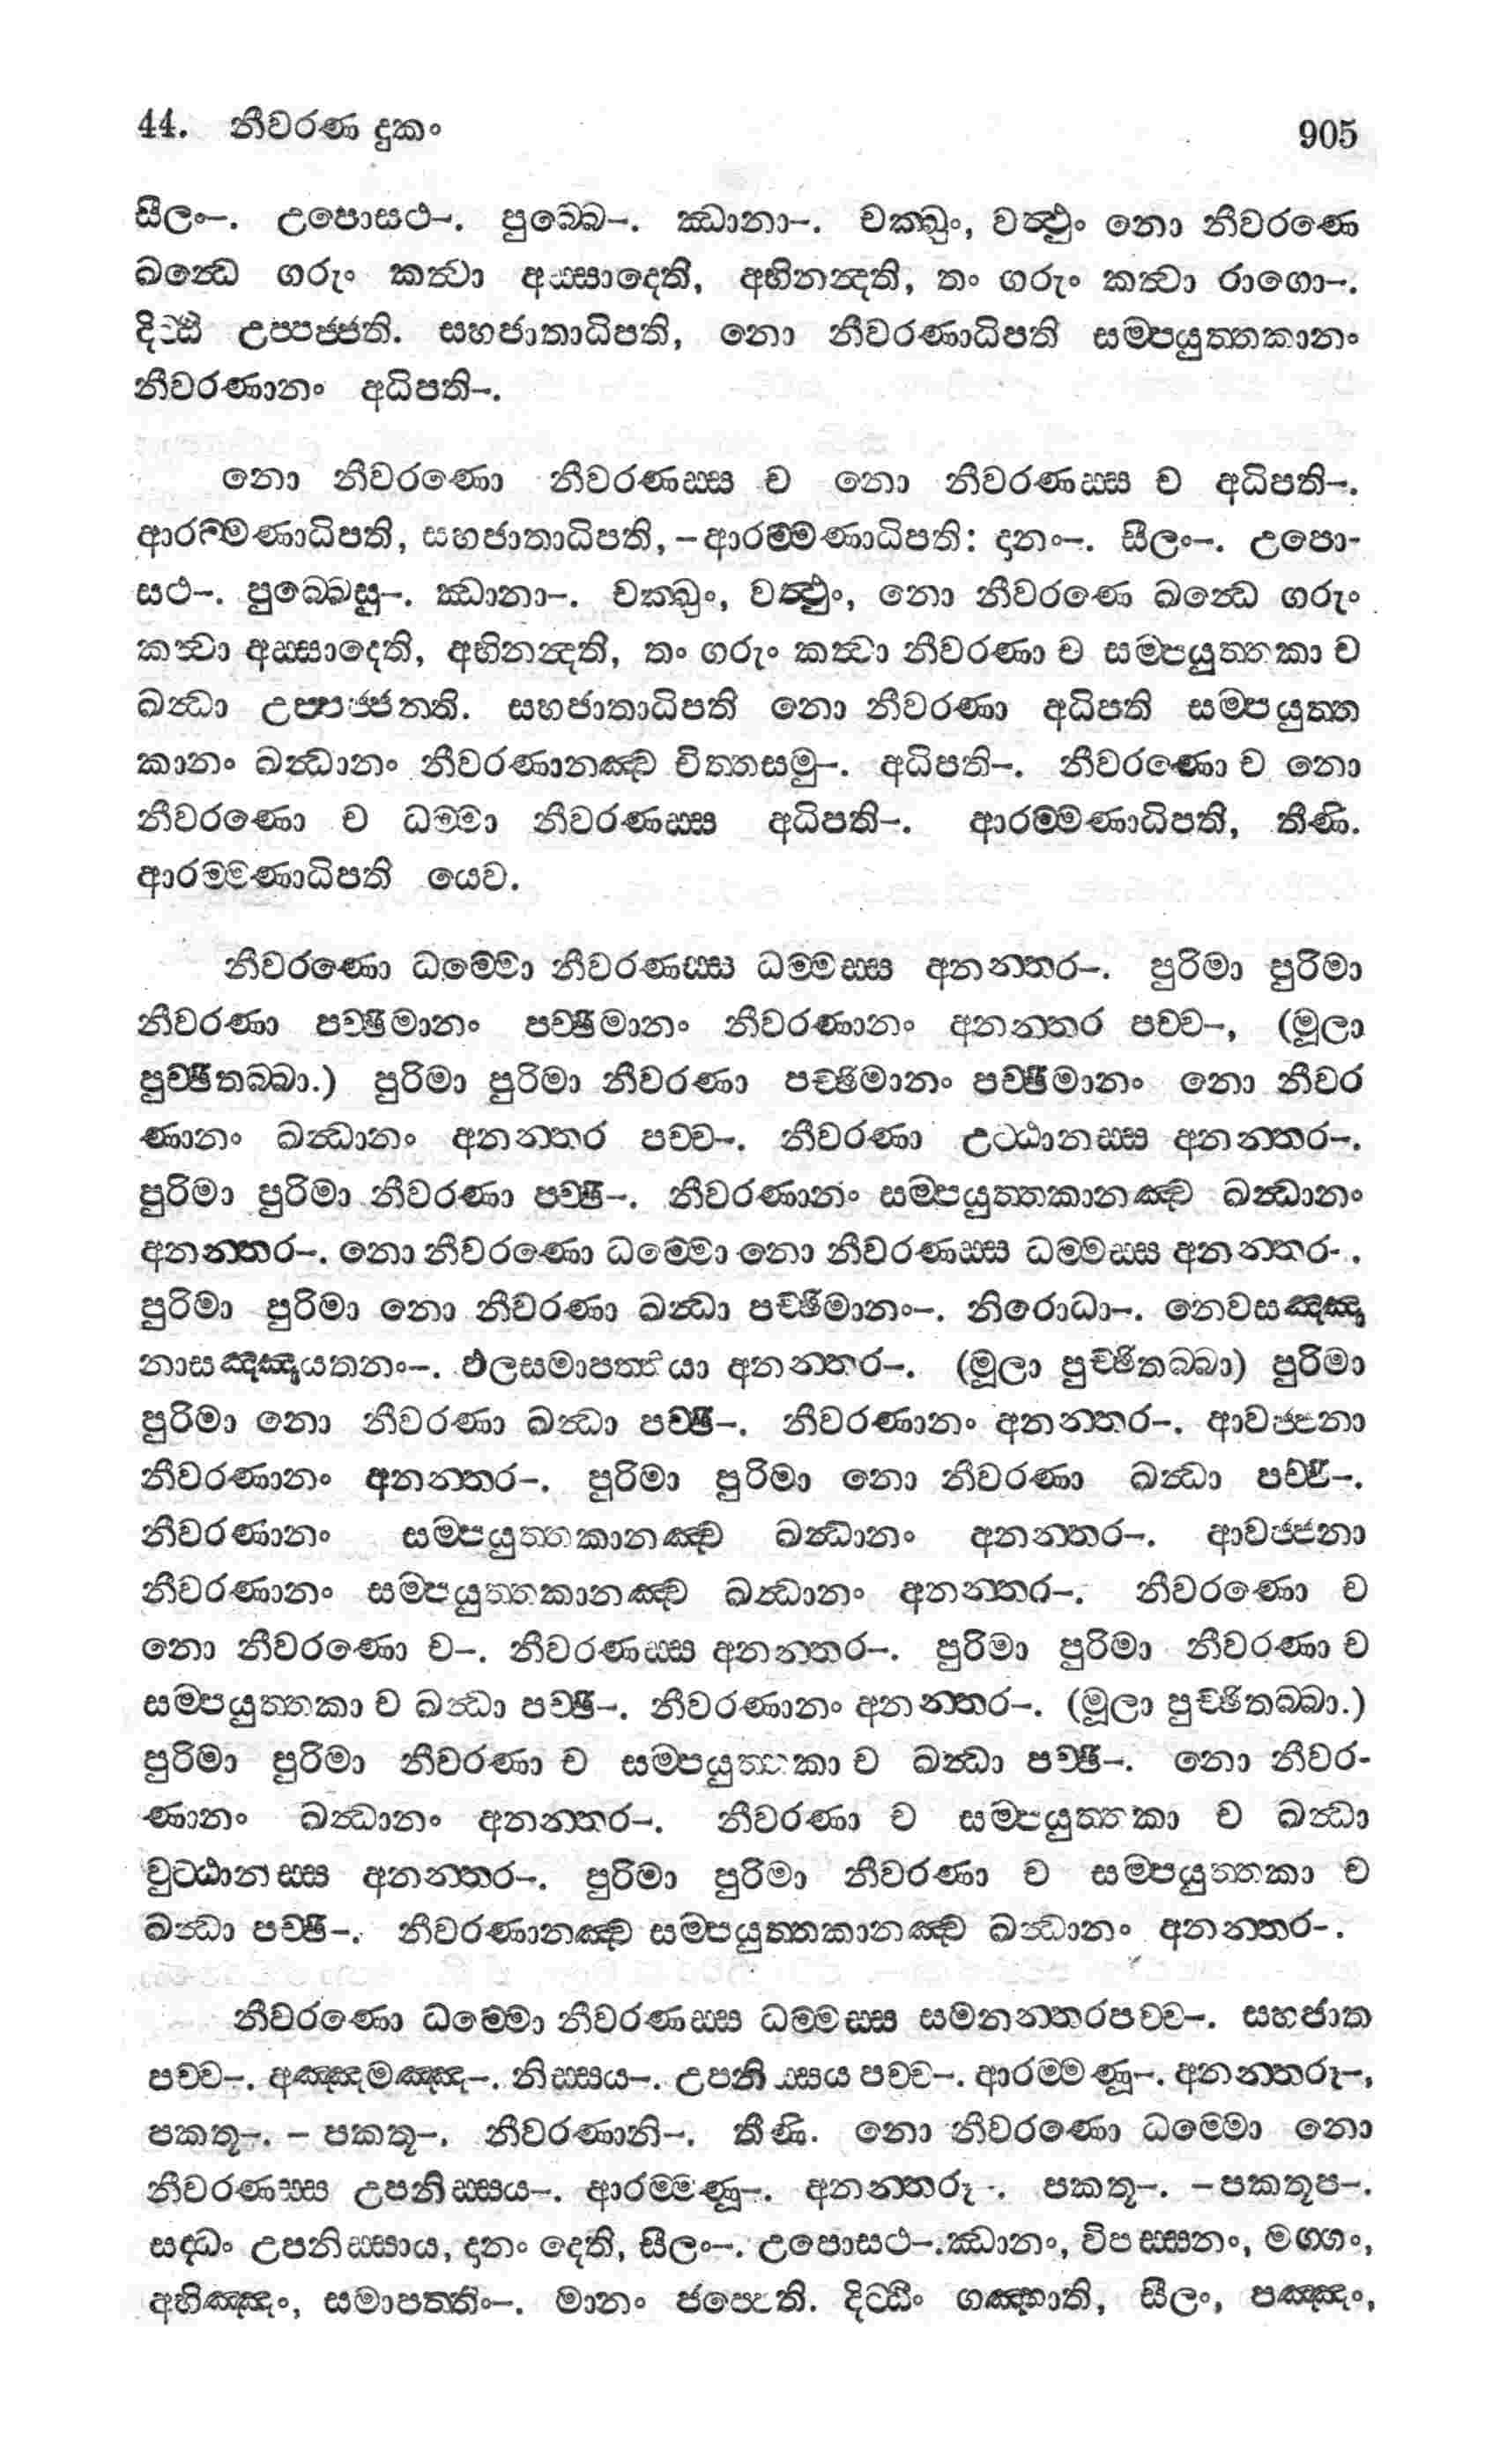 44. නීවරණ දුකං 905
සීලං–. උපොසථ–. පුබ්බෙ–. ඣානා–. චක්ඛුං, වත්ථුං නො නීවරණෙ
ඛන්ධෙ ගරුං කත්වා අස්සාදෙති, අභිනන්දති, තං ගරුං කත්වා රාගො–.
දිට්ඨි උප්පජ්ජති. සහජාතාධිපති, නො නීවරණාධිපති සම්පයුත්තකානං
නීවරණානං අධිපති–.
නො නීවරණො නීවරණස්ස ච නො නීවරණස්ස ච අධිපති–.
ආරම්මණාධිපති, සහජාතාධිපති, –ආරම්මණාධිපති: දානං–. සීලං–. උපො-
සථ–. පුබ්බෙසු–. ඣානා–. චක්ඛුං, වත්ථුං, නො නීවරණෙ ඛන්ධෙ ගරුං
කත්වා අස්සාදෙති, අභිනන්දති, තං ගරුං කත්වා නීවරණා ච සම්පයුත්තකා ච
ඛන්ධා උප්පජ්ජන්ති. සහජාතාධිපති නො නීවරණා අධිපති සම්පයුත්ත
කානං ඛන්ධානං නීවරණානඤ්ච චිත්තසමු–. අධිපති–. නීවරණො ච නො
නීවරණො ච ධම්මා නීවරණස්ස අධිපති–. ආරම්මණාධිපති, තීණි.
ආරම්මණාධිපති යෙව.
නීවරණො ධම්මො නීවරණස්ස ධම්මස්ස අනන්තර–. පුරිමා පුරිමා
නීවරණා පච්ඡිමානං පච්ඡිමානං නීවරණානං අනන්තර පච්ච–, (මූලා
පුච්ඡිතබ්බා.) පුරිමා පුරිමා නීවරණා පච්ඡිමානං පච්ඡිමානං නො නීවර
ණානං ඛන්ධානං අනන්තර පච්ච–. නීවරණා උට්ඨානස්ස අනන්තර–.
පුරිමා පුරිමා නීවරණා පච්ඡි–. නීවරණානං සම්පයුත්තකානඤ්ච ඛන්ධානං
අනන්තර–. නො නීවරණො ධම්මො නො නීවරණස්ස ධම්මස්ස අනන්තර-.
පුරිමා පුරිමා නො නීවරණා ඛන්ධා පච්ඡිමානං–. නිරොධා–. නෙවසඤ්ඤා
නාසඤ්ඤායතනං–. ඵලසමාපත්තියා අනන්තර–. (මූලා පුච්ඡිතබ්බා) පුරිමා
පුරිමා නො නීවරණා ඛන්ධා පච්ඡි–. නීවරණානං අනන්තර–. ආවජ්ජනා
නීවරණානං අනන්තර–. පුරිමා පුරිමා නො නීවරණා ඛන්ධා පච්ඡි–.
නීවරණානං සම්පයුත්තකානඤ්ච ඛන්ධානං අනන්තර–. ආවජ්ජනා
නීවරණානං සම්පයුත්තකානඤ්ච ඛන්ධානං අනන්තර–. නීවරණො ච
නො නීවරණො ච–. නීවරණස්ස අනන්තර–. පුරිමා පුරිමා නීවරණා ච
සම්පයුත්තකා ච ඛන්ධා පච්ඡි–. නීවරණානං අනන්තර–. (මූලා පුච්ඡිතබ්බා.)
පුරිමා පුරිමා නීවරණා ච සම්පයුත්තකා ච ඛන්ධා පච්ඡි–. නො නීවර-
ණානං ඛන්ධානං අනන්තර–. නීවරණා ච සම්පයුත්තකා ච ඛන්ධා
වුට්ඨානස්ස අනන්තර–. පුරිමා පුරිමා නීවරණා ච සම්පයුත්තකා ච
ඛන්ධා පච්ඡි–. නීවරණානඤ්ච සම්පයුත්තකානඤ්ච ඛන්ධානං අනන්තර-.
නීවරණො ධම්මො නීවරණස්ස ධම්මස්ස සමනන්තරපච්ච–. සහජාත
පච්ච–. අඤ්ඤමඤ්ඤ–. නිස්සය–. උපනිස්සය පච්ච–. ආරම්මණූ–. අනන්තරූ–,
පකතූ–. – පකතූ–. නීවරණානි–. තීණි. නො නීවරණො ධම්මො නො
නීවරණස්ස උපනිස්සය–. ආරම්මණූ–. අනන්තරූ-. පකතූ–. –පකතූප–.
සද්ධං උපනිස්සාය, දානං දෙති, සීලං–. උපොසථ–. ඣානං, විපස්සනං, මග්ගං,
අභිඤ්ඤං, සමාපත්තිං–. මානං ජප්පෙති. දිට්ඨිං ගණ්හාති, සීලං, පඤ්ඤං,